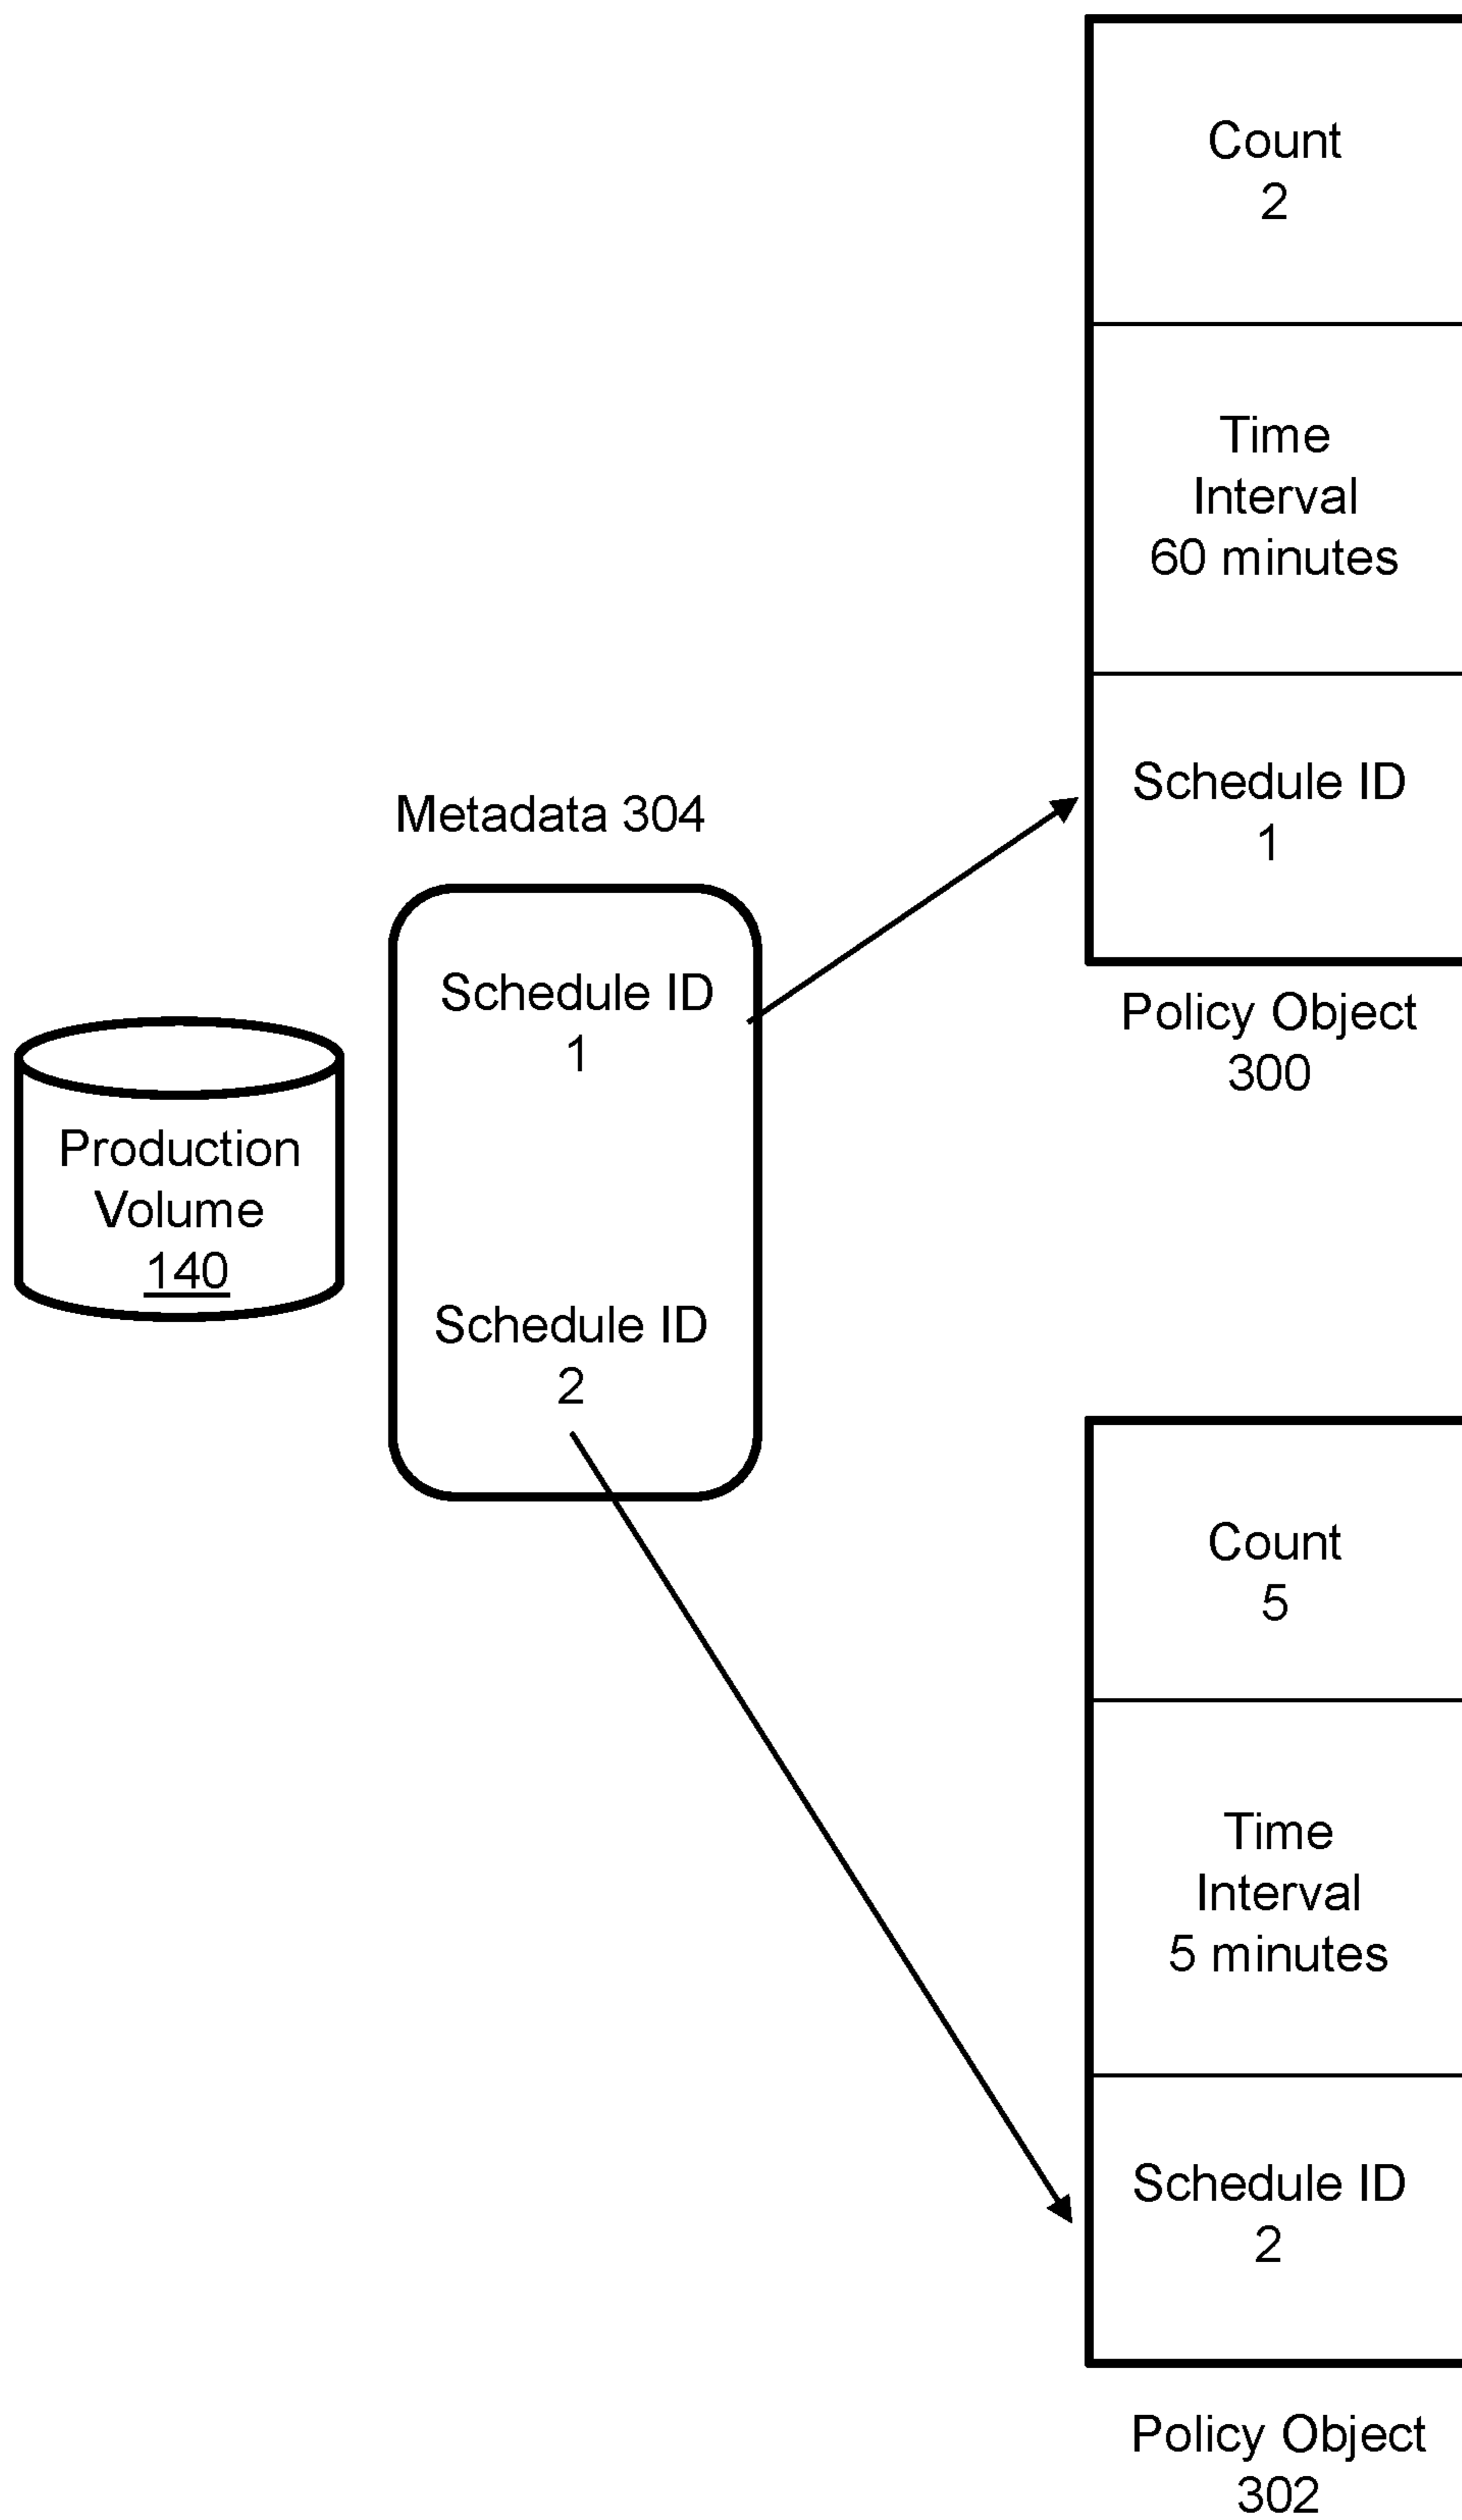 Count
2
Time
Interval
60 minutes
Schedule ID
1
Policy Object
300
Metadata 304
Schedule ID
1
Schedule ID
2
Production
Volume
140
Count
5
Time
Interval
5 minutes
Schedule ID
2
Policy Object
302